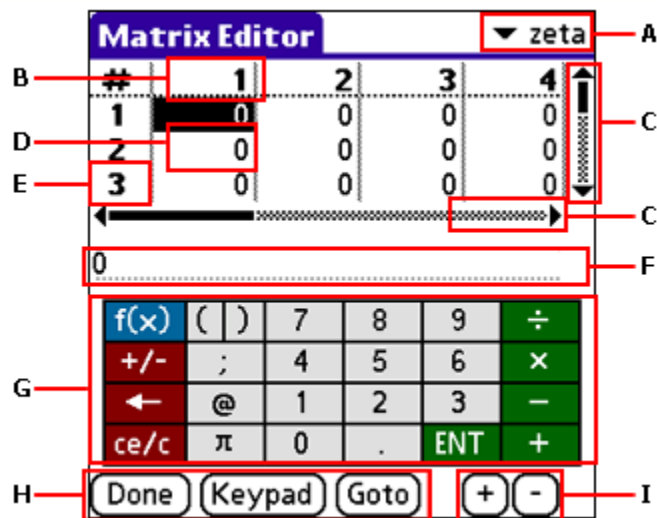 Matrix Editor ▼ zeta A
B # 1 2 3 4
1 0 0 0 0 C
D 2 0 0 0 0
E 3 0 0 0 0
C
0 F
f(x) ( ) 7 8 9 ÷
+/- ; 4 5 6 ×
G ← @ 1 2 3 −
ce/c π 0 . ENT +
H Done Keypad Goto + - I